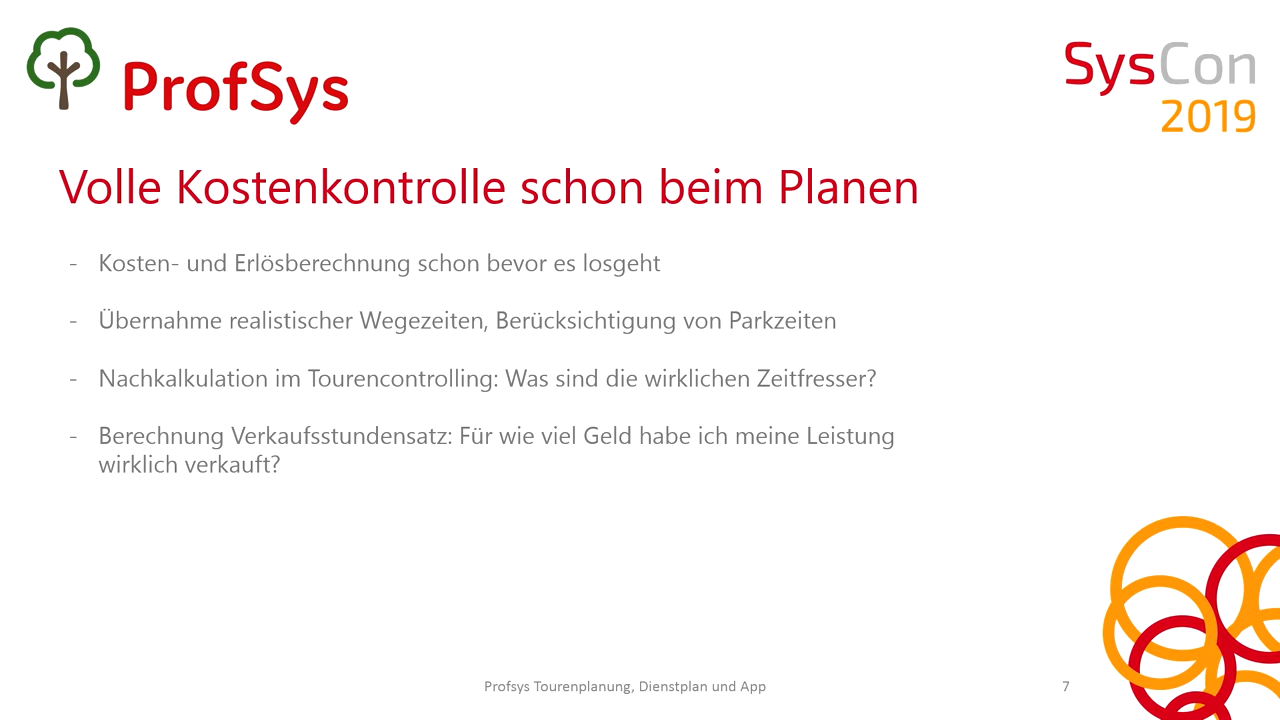 ProfSys
SysCon
2019
Volle Kostenkontrolle schon beim Planen
- Kosten- und Erlösberechnung schon bevor es losgeht
- Übernahme realistischer Wegezeiten, Berücksichtigung von Parkzeiten
- Nachkalkulation im Tourencontrolling: Was sind die wirklichen Zeitfresser?
- Berechnung Verkaufsstundensatz: Für wie viel Geld habe ich meine Leistung
wirklich verkauft?
Profsys Tourenplanung, Dienstplan und App
7